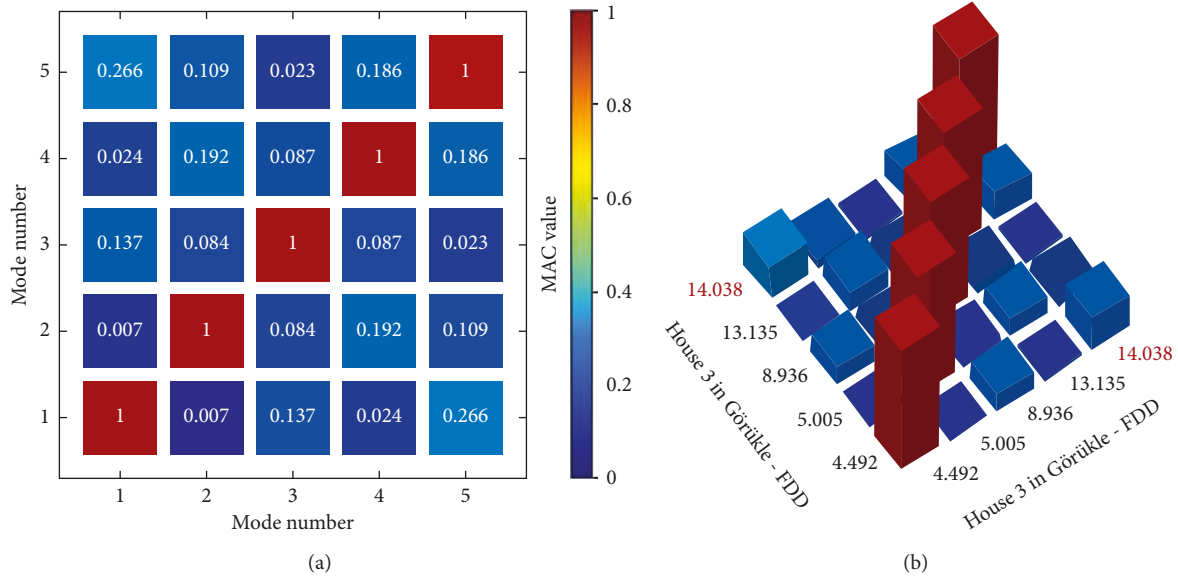 5
4
3
2
1
Mode number
0.266 0.109 0.023 0.186 1
0.024 0.192 0.087 1 0.186
0.137 0.084 1 0.087 0.023
0.007 1 0.084 0.192 0.109
1 0.007 0.137 0.024 0.266
1 2 3 4 5
Mode number
(a)
1
0.8
0.6
0.4
0.2
0
MAC value
14.038
13.135
8.936
5.005
4.492
House 3 in Görükle - FDD
14.038
13.135
8.936
5.005
4.492
House 3 in Görükle - FDD
(b)